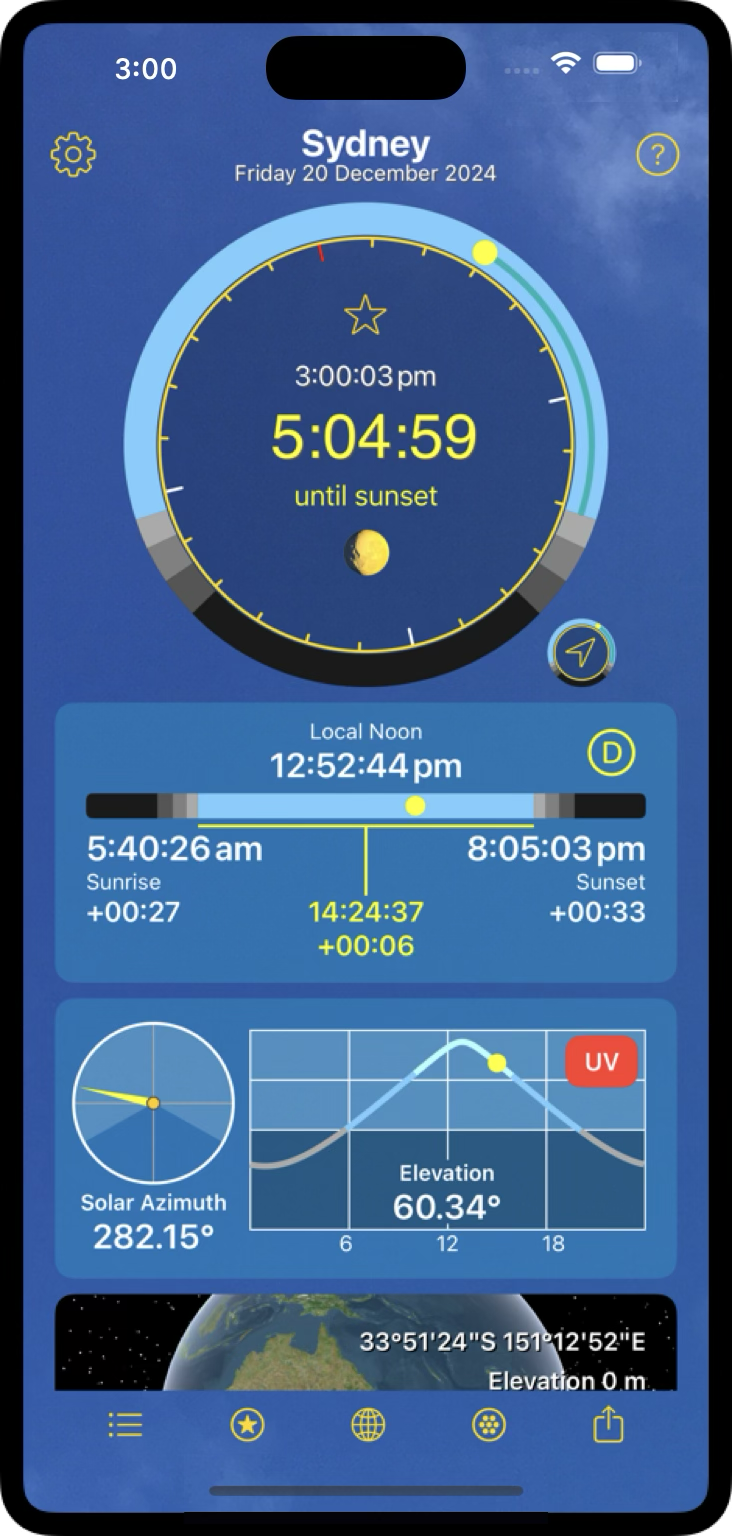 3:00
Sydney
?
Friday 20 December 2024
3:00:03 pm
5:04:59
until sunset
Local Noon
D
12:52:44 pm
5:40:26 am
8:05:03 pm
Sunrise
Sunset
+00:27
14:24:37
+00:33
+00:06
UV
Elevation
Solar Azimuth
60.34°
282.15°
6
12
18
33°51'24"S 151°12'52"E
Elevation 0 m